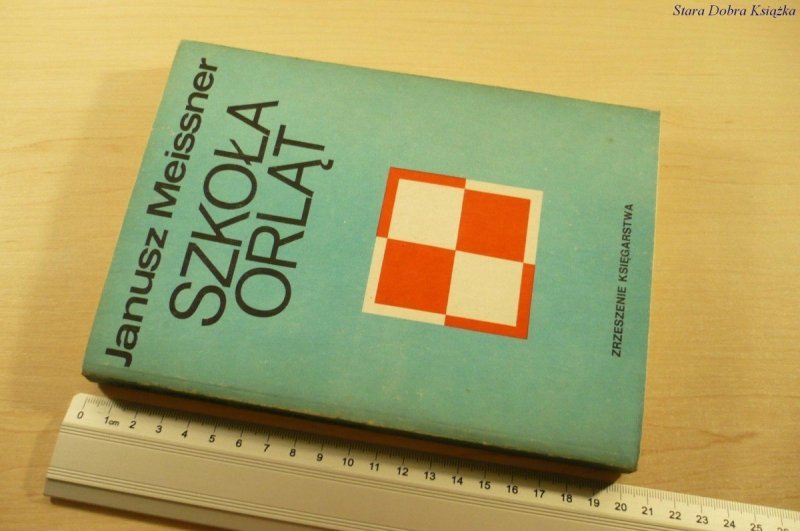 Stara Dobra Książka
Janusz Meissner
SZKOŁA
ORLĄT
ZRZESZENIE KSIĘGARSTWA
0 1cm 2 3 4 5 6 7 8 9 10 11 12 13 14 15 16 17 18 19 20 21 22 23 24 25